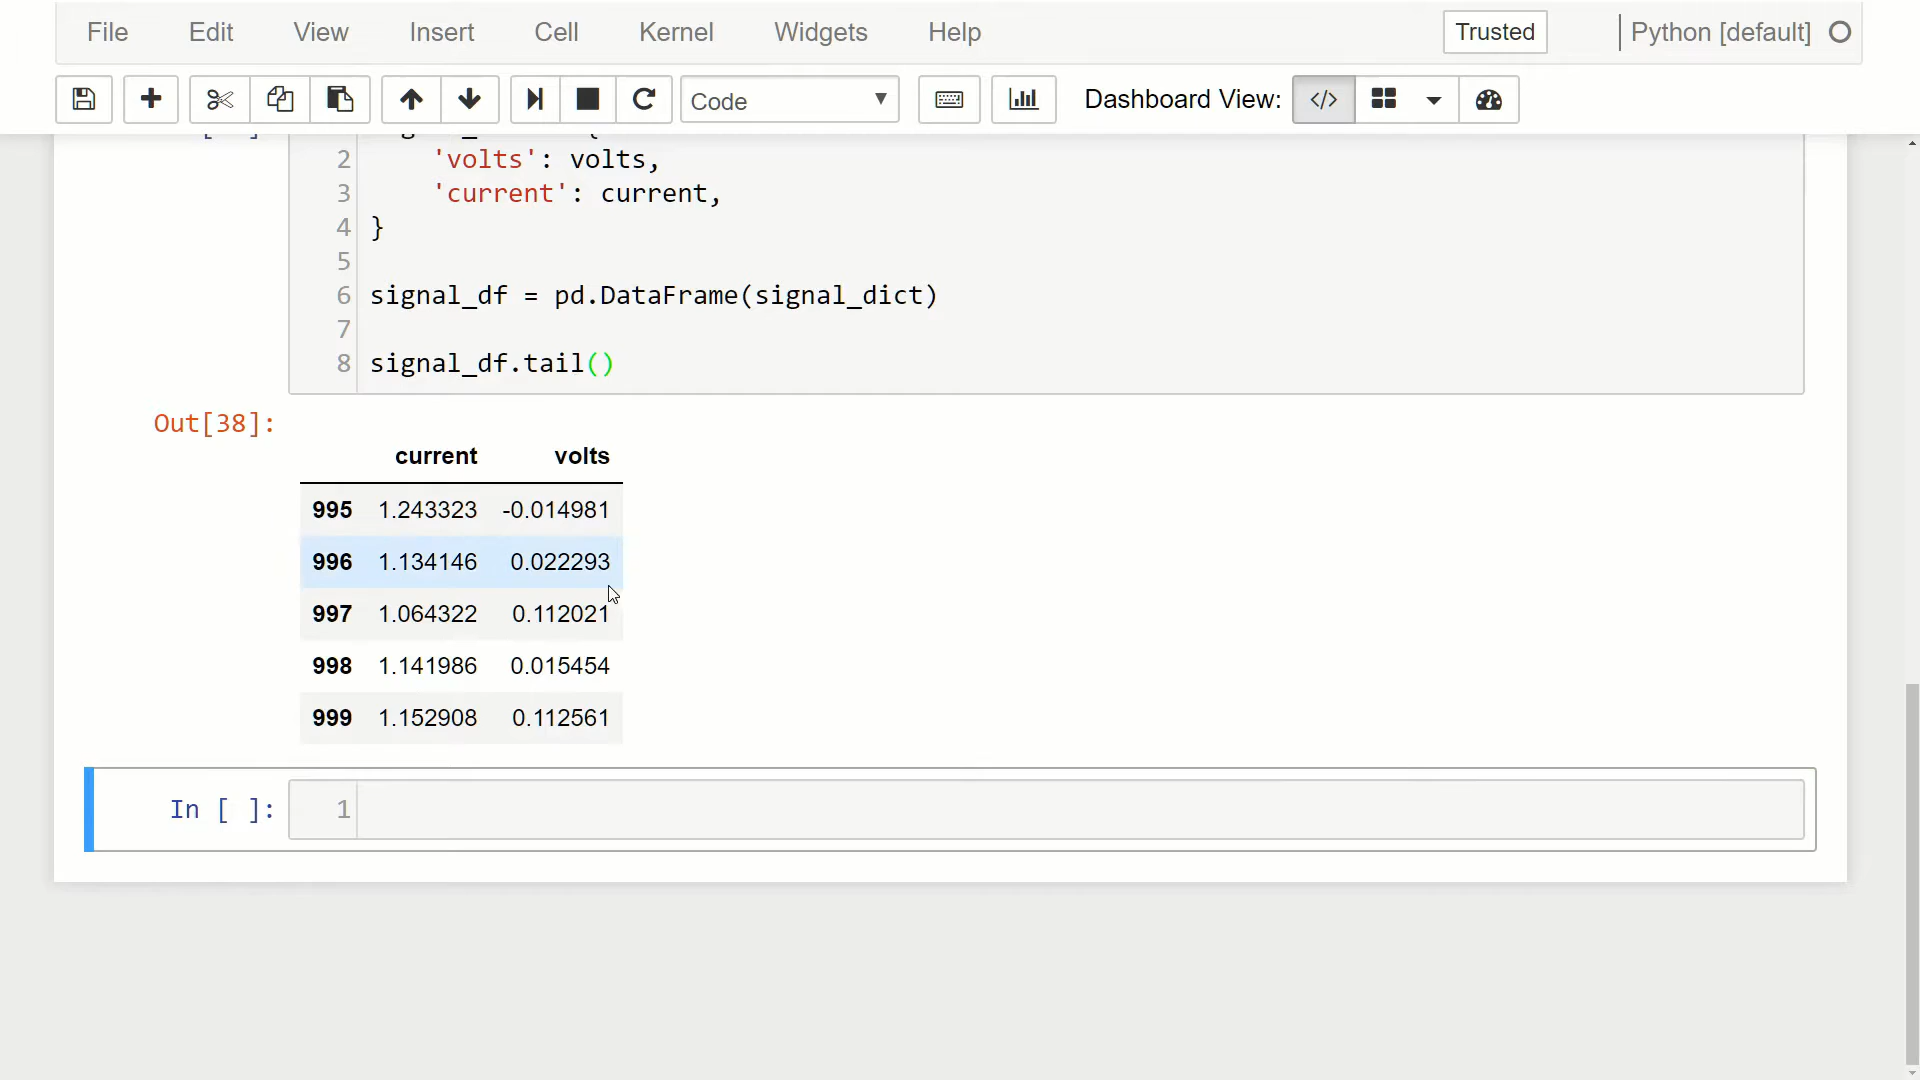 File Edit View Insert Cell Kernel Widgets Help Trusted Python [default]
Code Dashboard View:
2 'volts': volts,
3 'current': current,
4 }
5
6 signal_df = pd.DataFrame(signal_dict)
7
8 signal_df.tail()
Out[38]:
current volts
995 1.243323 -0.014981
996 1.134146 0.022293
997 1.064322 0.112021
998 1.141986 0.015454
999 1.152908 0.112561
In [ ]: 1